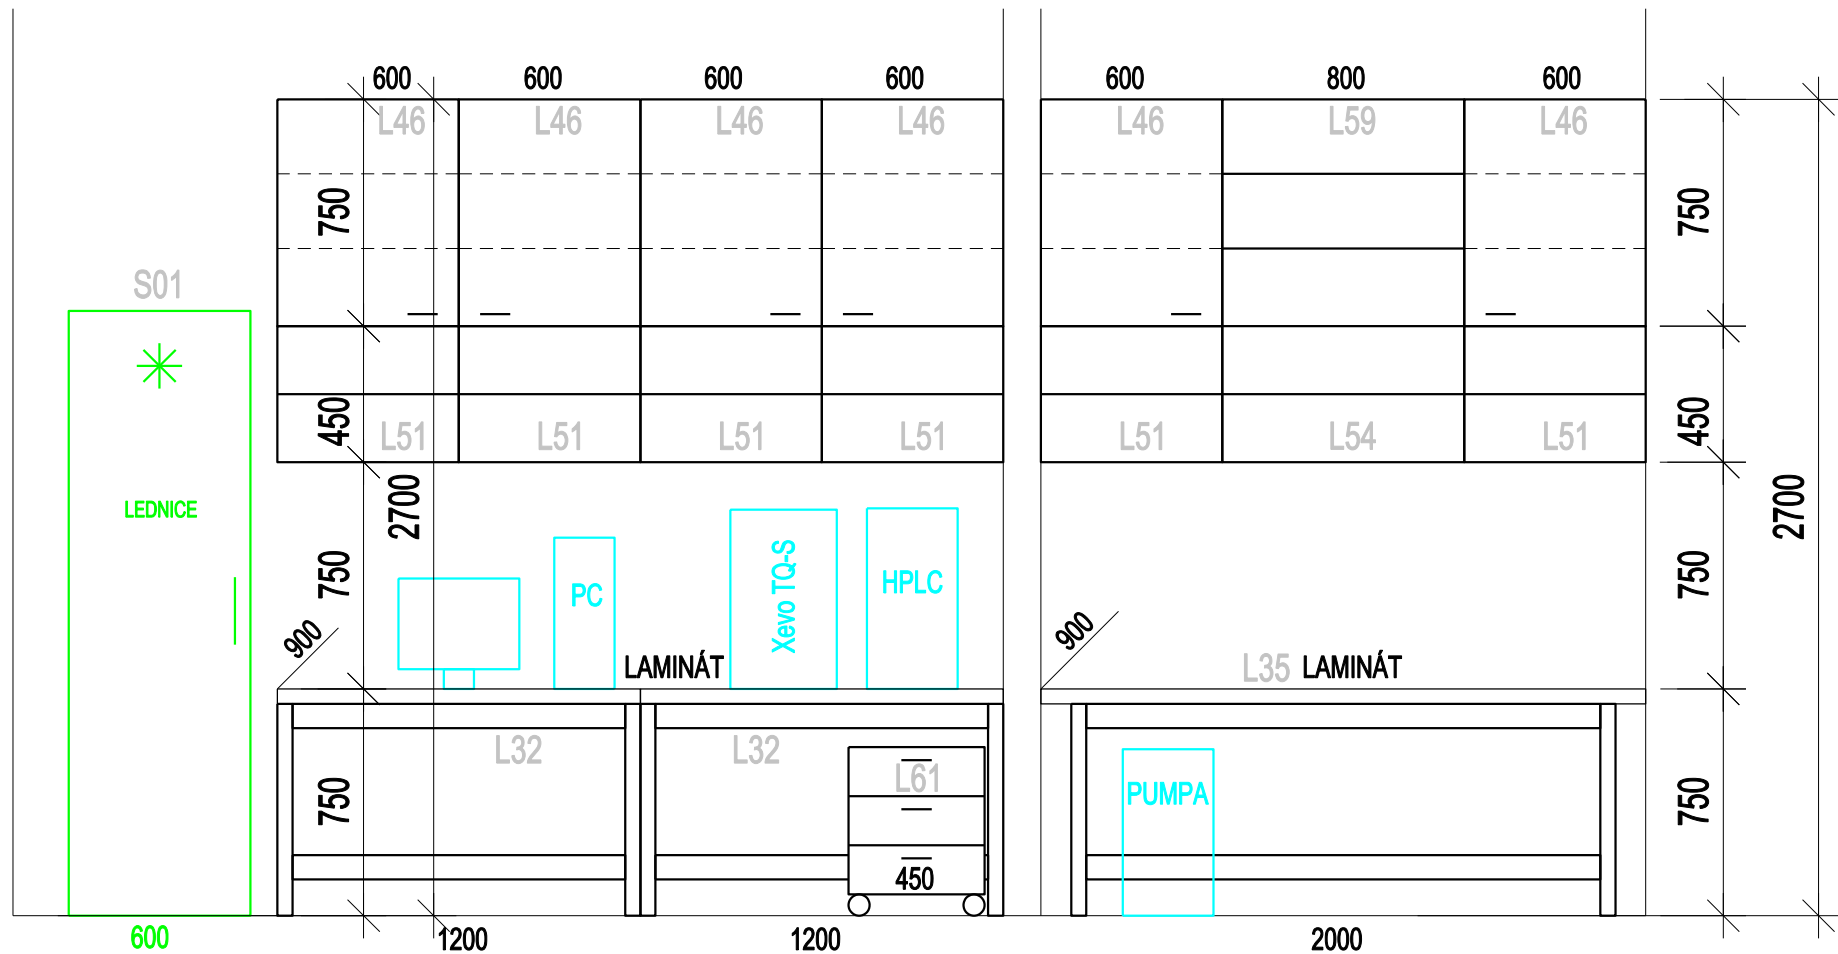 600 600 600 600 600 800 600
L46 L46 L46 L46 L46 L59 L46
750 750
S01
450 450
L51 L51 L51 L51 L51 L54 L51
LEDNICE 2700 2700
750 PC Xevo TQ-S HPLC 750
900 900
LAMINÁT L35 LAMINÁT
L32 L32 L61
750 PUMPA 750
450
600 1200 1200 2000